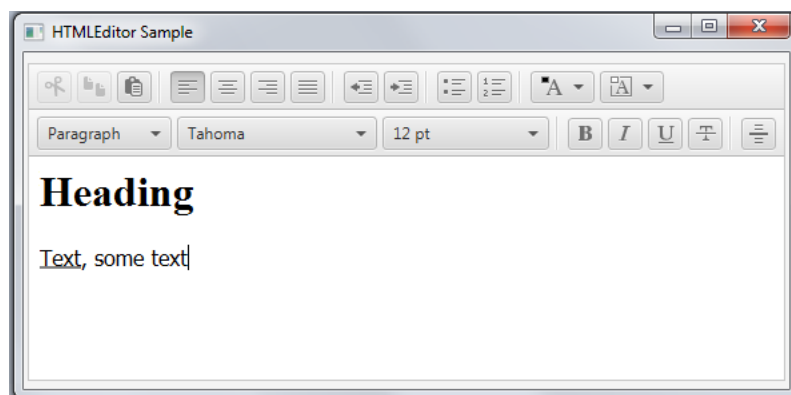 HTMLEditor Sample
A A
Paragraph Tahoma 12 pt B I U T
Heading
Text, some text